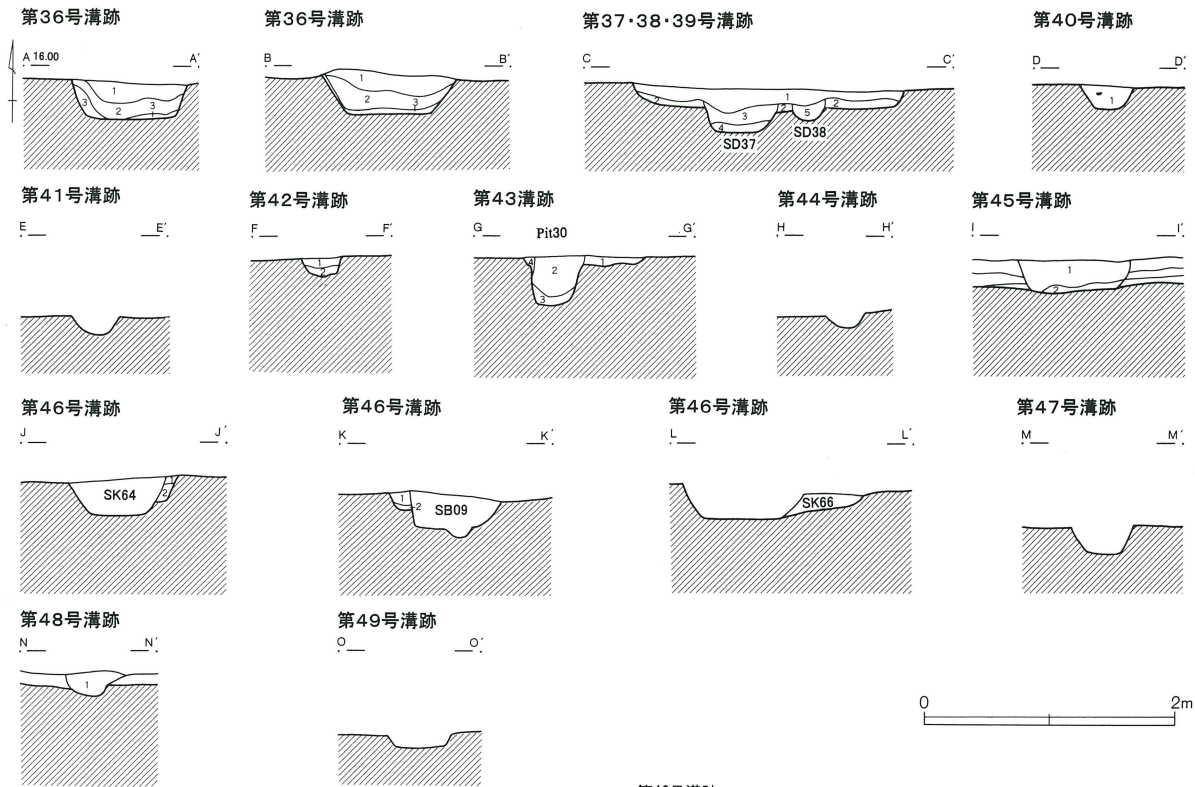 第36号溝跡
第36号溝跡
第37・38・39号溝跡
第40号溝跡
A 16.00 A′
B B′
C C′
D D′
1
3 3
2
1
1
2 3
1
1
2 2 2
3 5
4
SD37 SD38
1
第41号溝跡
第42号溝跡
第43溝跡
第44号溝跡
第45号溝跡
E E′
F F′
G Pit30 G′
H H′
I I′
1
2
4 2 1
3
1
2
第46号溝跡
第46号溝跡
第46号溝跡
第47号溝跡
J J′
K K′
L L′
M M′
SK64 1
2
1
2 SB09
SK66
第48号溝跡
第49号溝跡
N N′
O O′
1
0 2m